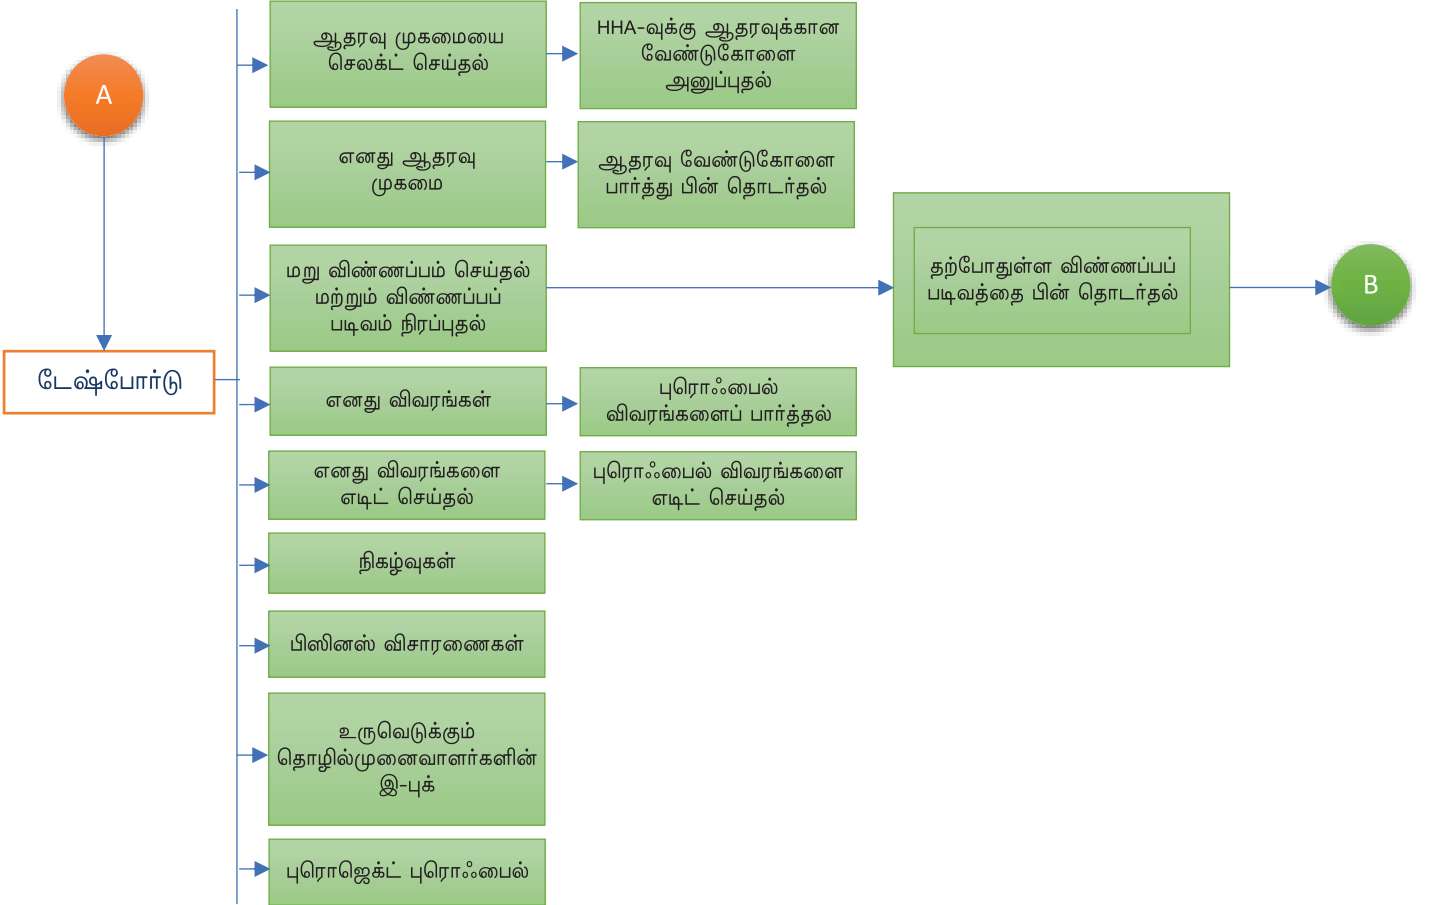 A
டேஷ்போர்டு
ஆதரவு முகமையை
செலக்ட் செய்தல்
HHA-வுக்கு ஆதரவுக்கான
வேண்டுகோளை
அனுப்புதல்
எனது ஆதரவு
முகமை
ஆதரவு வேண்டுகோளை
பார்த்து பின் தொடர்தல்
மறு விண்ணப்பம் செய்தல்
மற்றும் விண்ணப்பப்
படிவம் நிரப்புதல்
தற்போதுள்ள விண்ணப்பப்
படிவத்தை பின் தொடர்தல்
B
எனது விவரங்கள்
புரொஃபைல்
விவரங்களைப் பார்த்தல்
எனது விவரங்களை
எடிட் செய்தல்
புரொஃபைல் விவரங்களை
எடிட் செய்தல்
நிகழ்வுகள்
பிஸினஸ் விசாரணைகள்
உருவெடுக்கும்
தொழில்முனைவாளர்களின்
இ-புக்
புரொஜெக்ட் புரொஃபைல்